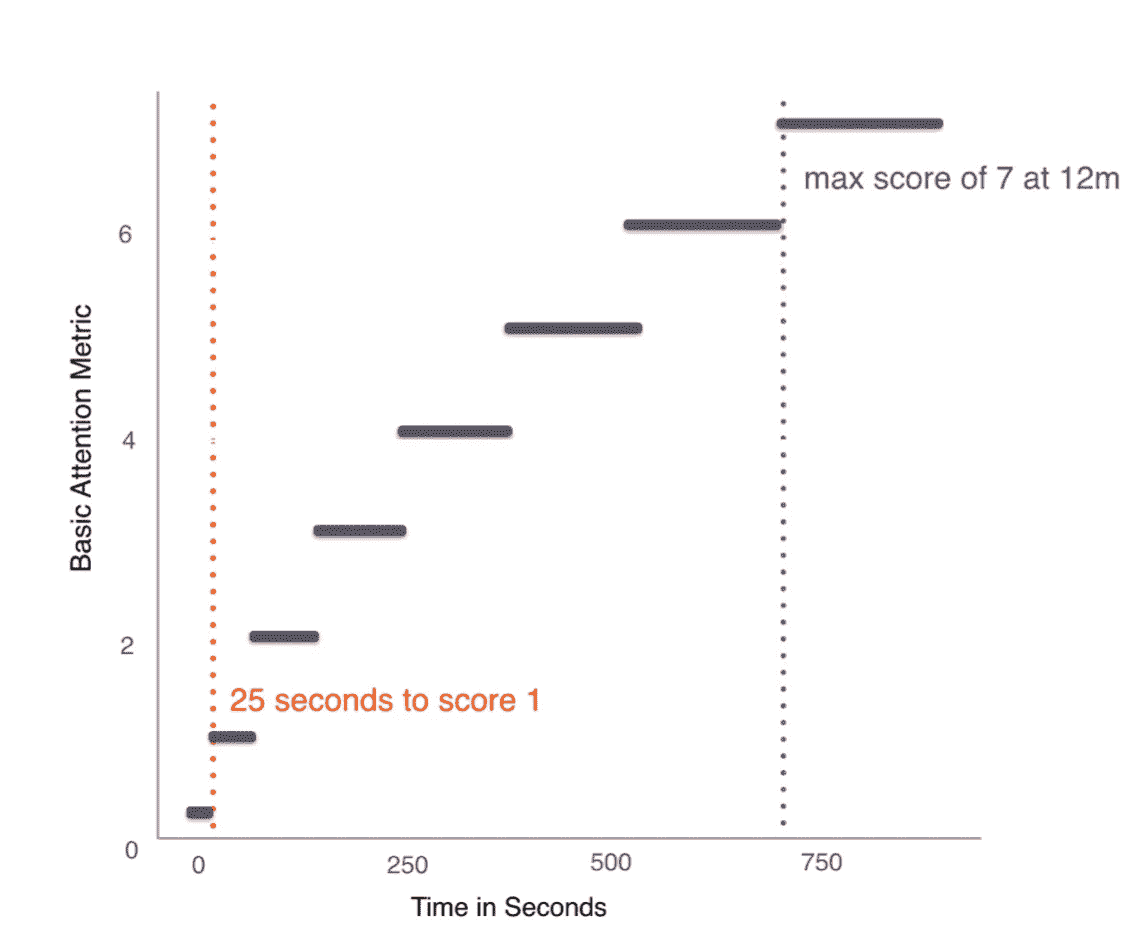 max score of 7 at 12m
6
Basic Attention Metric
4
2
25 seconds to score 1
0
0 250 500 750
Time in Seconds